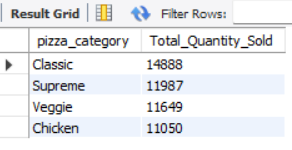 Result Grid Filter Rows:
pizza_category Total_Quantity_Sold
Classic 14888
Supreme 11987
Veggie 11649
Chicken 11050